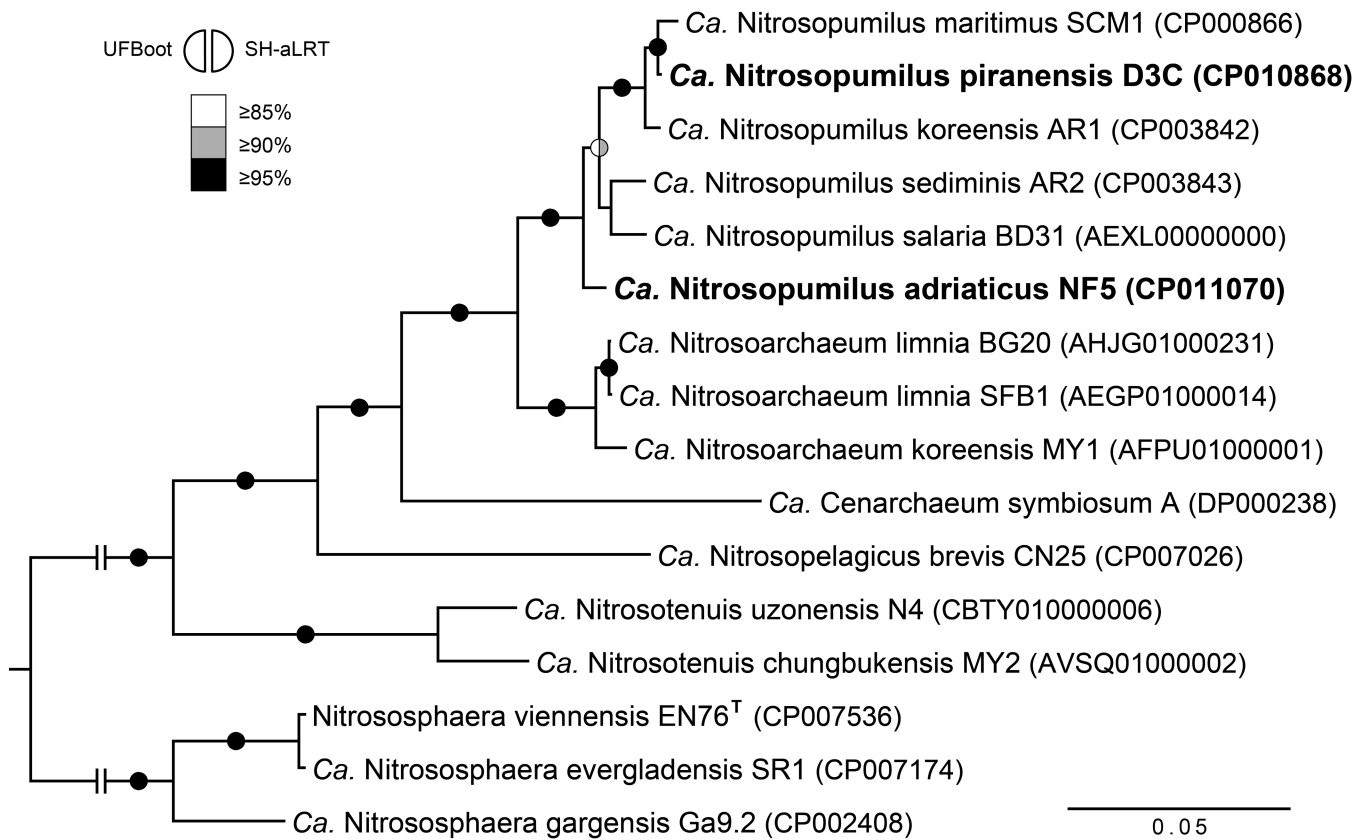 Ca. Nitrosopumilus maritimus SCM1 (CP000866)
UFBoot SH-aLRT
Ca. Nitrosopumilus piranensis D3C (CP010868)
≥85%
Ca. Nitrosopumilus koreensis AR1 (CP003842)
≥90%
≥95%
Ca. Nitrosopumilus sediminis AR2 (CP003843)
Ca. Nitrosopumilus salaria BD31 (AEXL00000000)
Ca. Nitrosopumilus adriaticus NF5 (CP011070)
Ca. Nitrosoarchaeum limnia BG20 (AHJG01000231)
Ca. Nitrosoarchaeum limnia SFB1 (AEGP01000014)
Ca. Nitrosoarchaeum koreensis MY1 (AFPU01000001)
Ca. Cenarchaeum symbiosum A (DP000238)
Ca. Nitrosopelagicus brevis CN25 (CP007026)
Ca. Nitrosotenuis uzonensis N4 (CBTY010000006)
Ca. Nitrosotenuis chungbukensis MY2 (AVSQ01000002)
Nitrososphaera viennensis EN76ᵀ (CP007536)
Ca. Nitrososphaera evergladensis SR1 (CP007174)
Ca. Nitrososphaera gargensis Ga9.2 (CP002408)
0.05